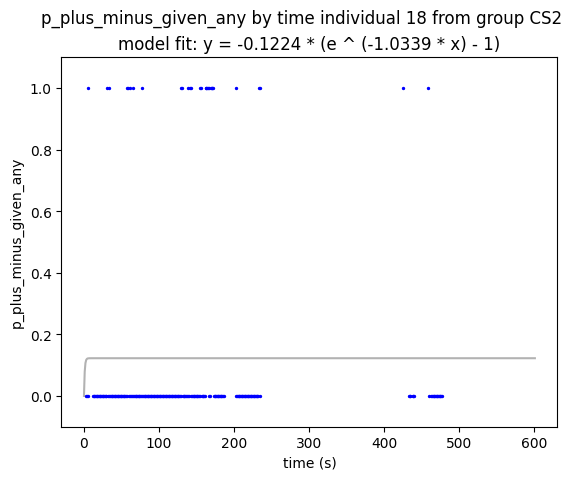 p_plus_minus_given_any by time individual 18 from group CS2
model fit: y = -0.1224 * (e ^ (-1.0339 * x) - 1)
p_plus_minus_given_any
1.0
0.8
0.6
0.4
0.2
0.0
0 100 200 300 400 500 600
time (s)